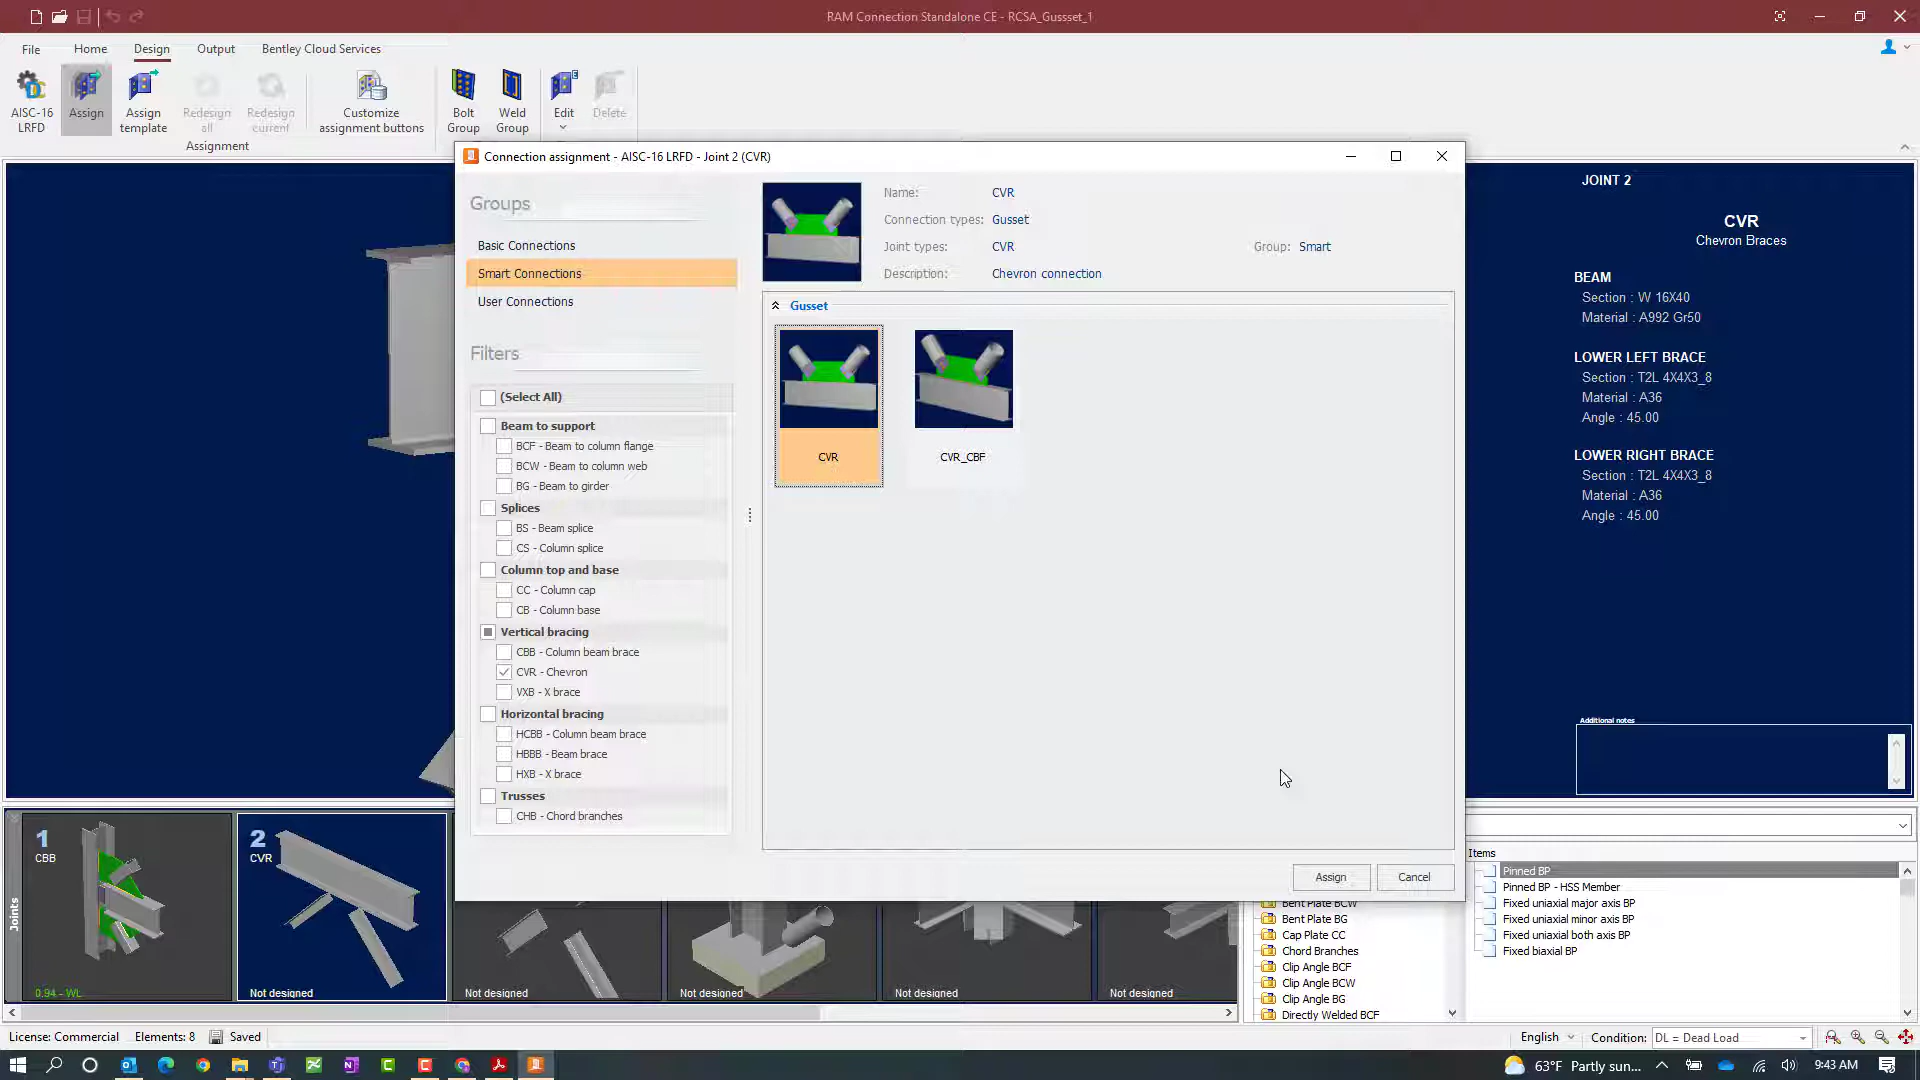 RAM Connection Standalone CE - RCSA_Gussset_1
File
Home
Design
Output
Bentley Cloud Services
AISC-16
LRFD
Assign
Assign
template
Redesign
all
Redesign
current
Customize
assignment buttons
Bolt
Group
Weld
Group
Edit
Delete
Assignment
Connection assignment - AISC-16 LRFD - Joint 2 (CVR)
Groups
Basic Connections
Smart Connections
User Connections
Filters
(Select All)
Beam to support
BCF - Beam to column flange
BCW - Beam to column web
BG - Beam to girder
Splices
BS - Beam splice
CS - Column splice
Column top and base
CC - Column cap
CB - Column base
Vertical bracing
CBB - Column beam brace
CVR - Chevron
VXB - X brace
Horizontal bracing
HCBB - Column beam brace
HBBB - Beam brace
HXB - X brace
Trusses
CHB - Chord branches
Name: CVR
Connection types: Gusset
Joint types: CVR
Group: Smart
Description: Chevron connection
Gusset
CVR
CVR_CBF
Assign
Cancel
JOINT 2
CVR
Chevron Braces
BEAM
Section : W 16X40
Material : A992 Gr50
LOWER LEFT BRACE
Section : T2L 4X4X3_8
Material : A36
Angle : 45.00
LOWER RIGHT BRACE
Section : T2L 4X4X3_8
Material : A36
Angle : 45.00
Additional notes
Joints
1
CBB
0.94 - WL
2
CVR
Not designed
Not designed
Not designed
Not designed
Not designed
Bent Plate BCW
Bent Plate BG
Cap Plate CC
Chord Branches
Clip Angle BCF
Clip Angle BCW
Clip Angle BG
Directly Welded BCF
Items
Pinned BP
Pinned BP - HSS Member
Fixed uniaxial major axis BP
Fixed uniaxial minor axis BP
Fixed uniaxial both axis BP
Fixed biaxial BP
License: Commercial
Elements: 8
Saved
English
Condition:
DL = Dead Load
63°F Partly sun...
9:43 AM